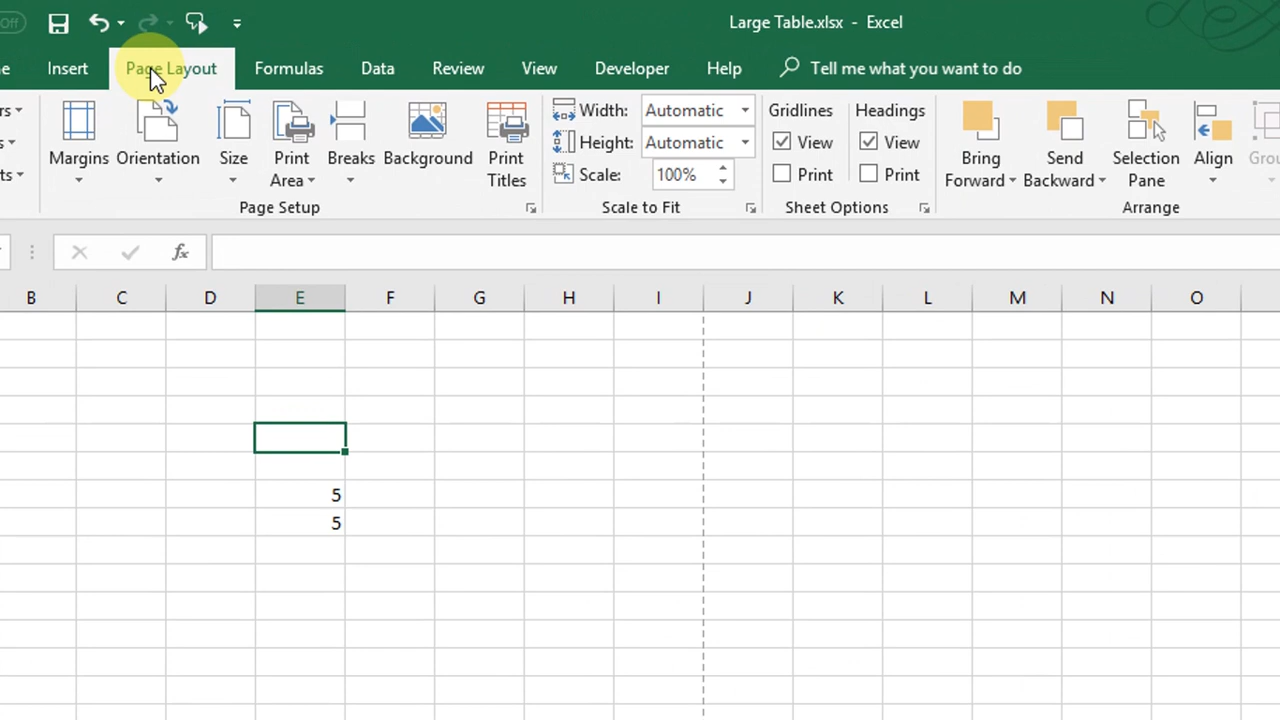 Off
Large Table.xlsx - Excel
Insert
Page Layout
Formulas
Data
Review
View
Developer
Help
Tell me what you want to do
Margins
Orientation
Size
Print Area
Breaks
Background
Print Titles
Page Setup
Width: Automatic
Height: Automatic
Scale: 100%
Scale to Fit
Gridlines
View
Print
Headings
View
Print
Sheet Options
Bring Forward
Send Backward
Selection Pane
Align
Arrange
fx
B C D E F G H I J K L M N O
5
5